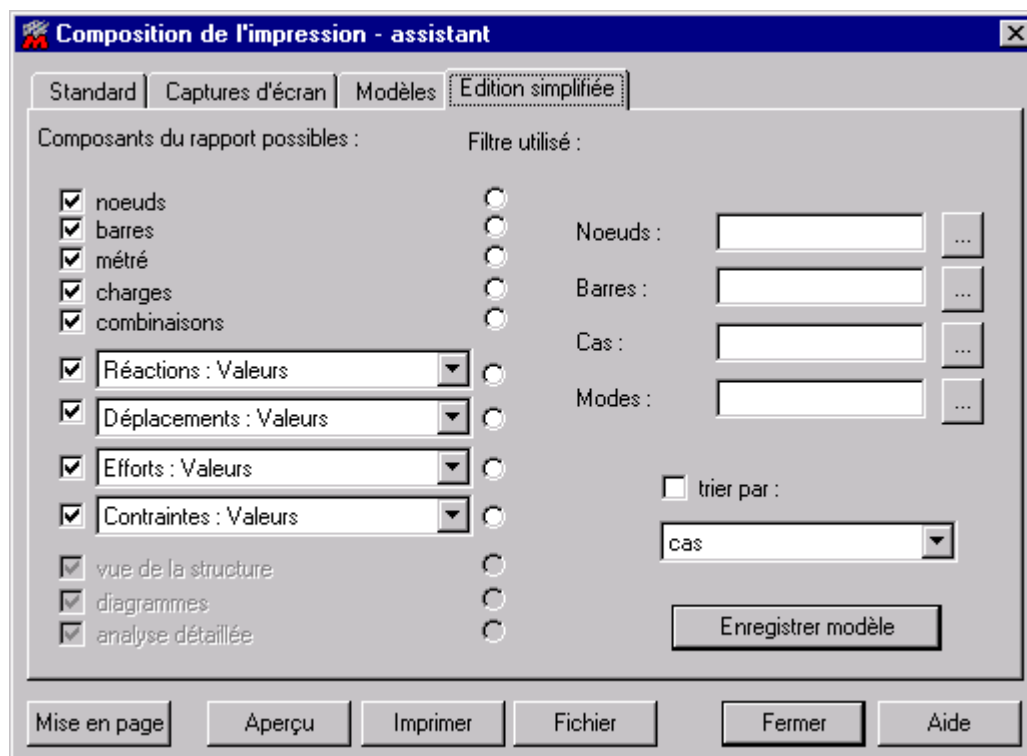 Composition de l'impression - assistant
Standard Captures d'écran Modèles Edition simplifiée
Composants du rapport possibles : Filtre utilisé :
noeuds
barres
métré
charges
combinaisons
Réactions : Valeurs
Déplacements : Valeurs
Efforts : Valeurs
Contraintes : Valeurs
vue de la structure
diagrammes
analyse détaillée
Noeuds : ...
Barres : ...
Cas : ...
Modes : ...
trier par :
cas
Enregistrer modèle
Mise en page Aperçu Imprimer Fichier Fermer Aide